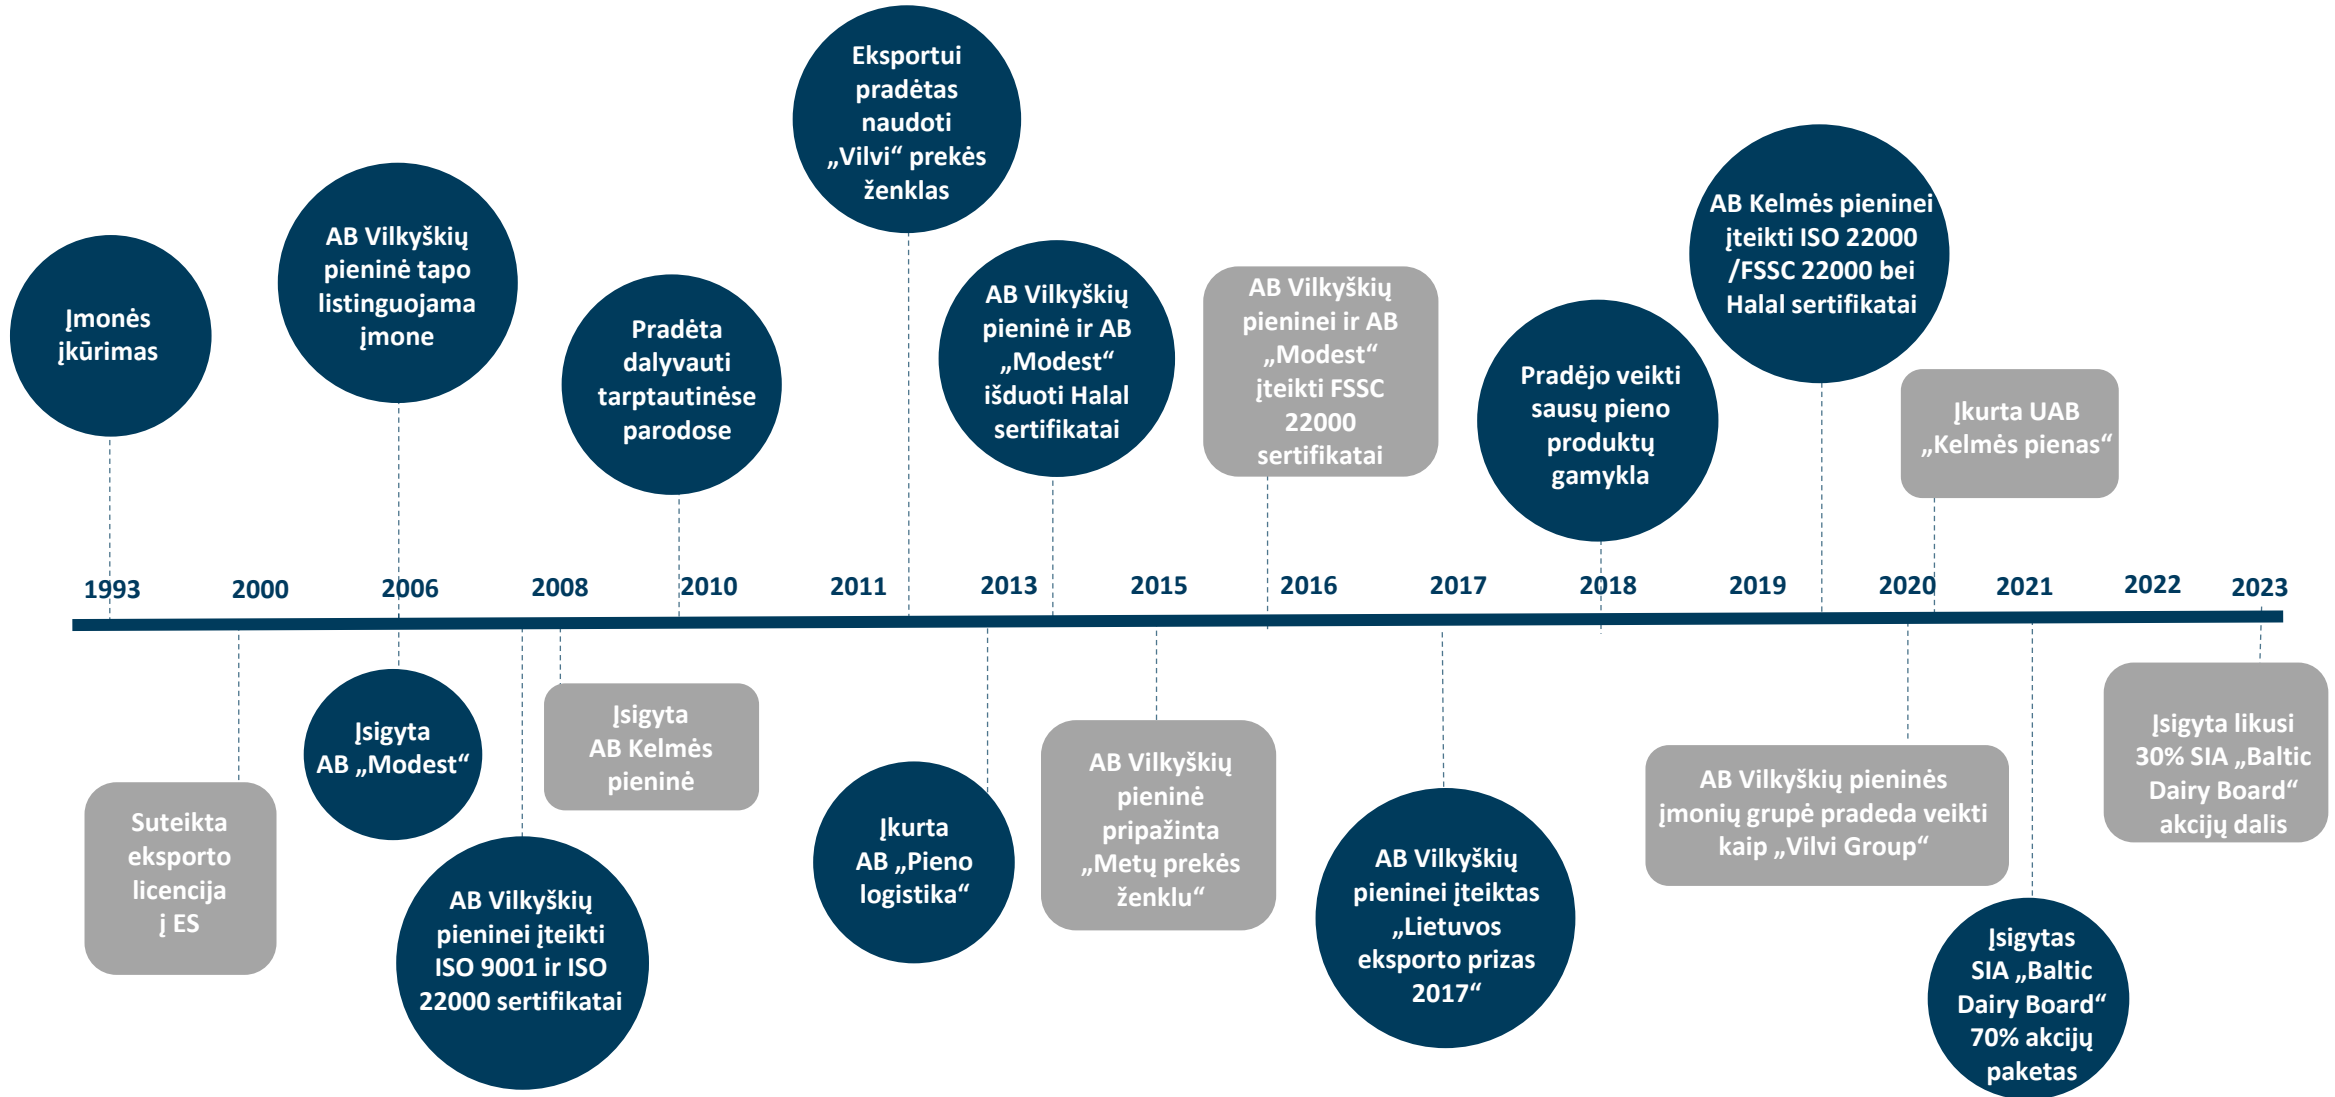 Eksportui
pradėtas
naudoti
„Vilvi“ prekės
ženklas
AB Vilkyškių
pieninė tapo
listinguojama
įmone
AB Kelmės pieninei
įteikti ISO 22000
/FSSC 22000 bei
Halal sertifikatai
Įmonės
įkūrimas
Pradėta
dalyvauti
tarptautinėse
parodose
AB Vilkyškių
pieninė ir AB
„Modest“
išduoti Halal
sertifikatai
AB Vilkyškių
pieninei ir AB
„Modest“
įteikti FSSC
22000
sertifikatai
Pradėjo veikti
sausų pieno
produktų
gamykla
Įkurta UAB
„Kelmės pienas“
1993
2000
2006
2008
2010
2011
2013
2015
2016
2017
2018
2019
2020
2021
2022
2023
Suteikta
eksporto
licencija
į ES
Įsigyta
AB „Modest“
AB Vilkyškių
pieninei įteikti
ISO 9001 ir ISO
22000 sertifikatai
Įsigyta
AB Kelmės
pieninė
Įkurta
AB „Pieno
logistika“
AB Vilkyškių
pieninė
pripažinta
„Metų prekės
ženklu“
AB Vilkyškių
pieninei įteiktas
„Lietuvos
eksporto prizas
2017“
AB Vilkyškių pieninės
įmonių grupė pradeda veikti
kaip „Vilvi Group“
Įsigytas
SIA „Baltic
Dairy Board“
70% akcijų
paketas
Įsigyta likusi
30% SIA „Baltic
Dairy Board“
akcijų dalis